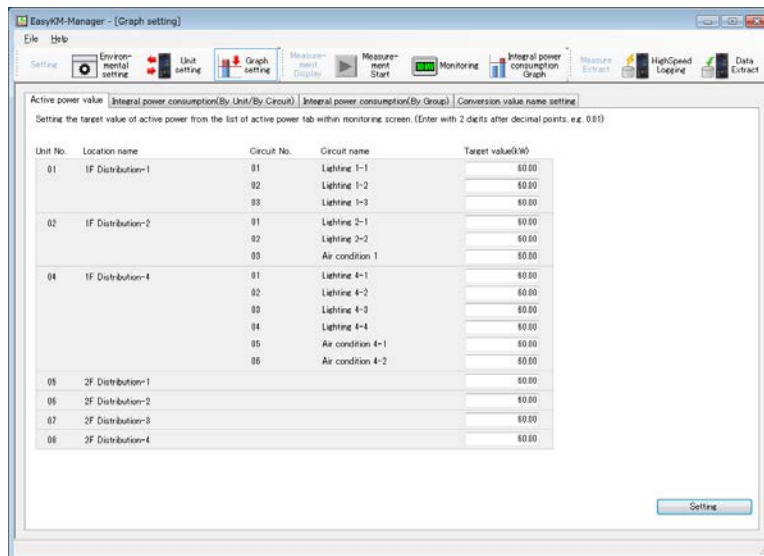 EasyKM-Manager - [Graph setting]
File Help
Setting Environ-mental setting Unit setting Graph setting Measure-ment Display Measure-ment Start Monitoring Integral power consumption Graph Measure Extract HighSpeed Logging Data Extract
Active power value Integral power consumption(By Unit/By Circuit) Integral power consumption(By Group) Conversion value name setting
Setting the target value of active power from the list of active power tab within monitoring screen. (Enter with 2 digits after decimal points. eg. 0.01)
Unit No. Location name Circuit No. Circuit name Target value(kW)
01 1F Distribution-1 01 Lighting 1-1 60.00
02 Lighting 1-2 60.00
03 Lighting 1-3 60.00
02 1F Distribution-2 01 Lighting 2-1 60.00
02 Lighting 2-2 60.00
03 Air condition 1 60.00
04 1F Distribution-4 01 Lighting 4-1 60.00
02 Lighting 4-2 60.00
03 Lighting 4-3 60.00
04 Lighting 4-4 60.00
05 Air condition 4-1 60.00
06 Air condition 4-2 60.00
05 2F Distribution-1 60.00
06 2F Distribution-2 60.00
07 2F Distribution-3 60.00
08 2F Distribution-4 60.00
Setting